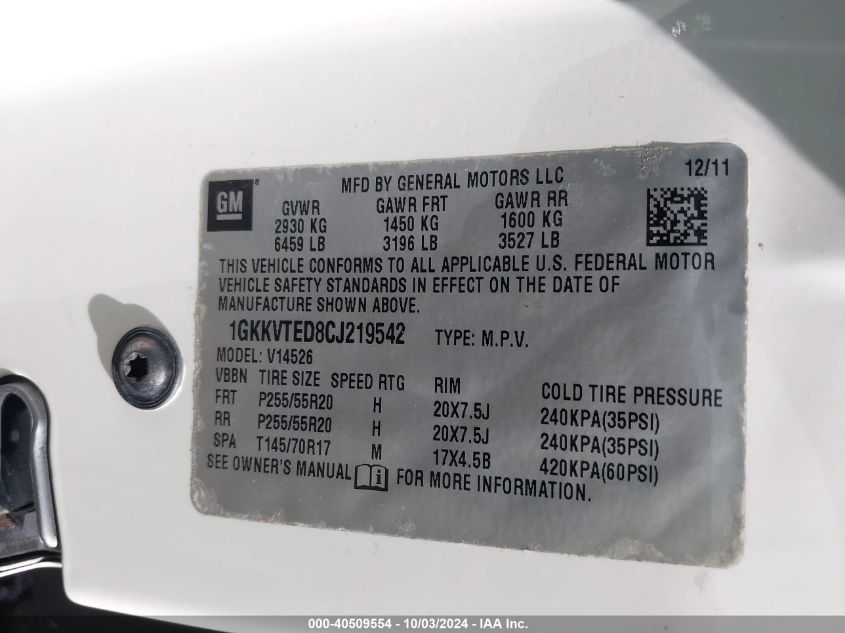 GM ®
MFD BY GENERAL MOTORS LLC 12/11
GVWR GAWR FRT GAWR RR
2930 KG 1450 KG 1600 KG
6459 LB 3196 LB 3527 LB
THIS VEHICLE CONFORMS TO ALL APPLICABLE U.S. FEDERAL MOTOR
VEHICLE SAFETY STANDARDS IN EFFECT ON THE DATE OF
MANUFACTURE SHOWN ABOVE.
1GKKVTED8CJ219542 TYPE: M.P.V.
MODEL: V14526
VBBN TIRE SIZE SPEED RTG RIM COLD TIRE PRESSURE
FRT P255/55R20 H 20X7.5J 240KPA(35PSI)
RR P255/55R20 H 20X7.5J 240KPA(35PSI)
SPA T145/70R17 M 17X4.5B 420KPA(60PSI)
SEE OWNER'S MANUAL i FOR MORE INFORMATION.
000-40509554 - 10/03/2024 - IAA Inc.